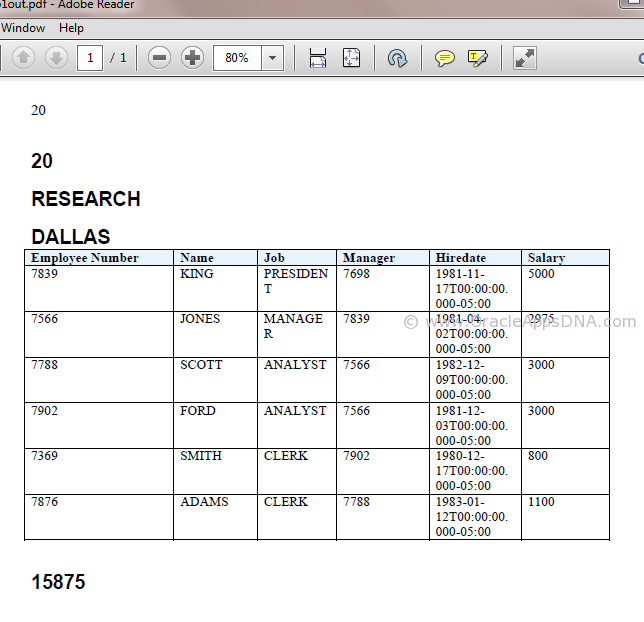 o1out.pdf - Adobe Reader
Window Help
1 / 1 80%
20
20
RESEARCH
DALLAS
Employee Number Name Job Manager Hiredate Salary
7839 KING PRESIDEN 7698 1981-11- 5000
T 17T00:00:00.
000-05:00
7566 JONES MANAGE 7839 1981-04- 2975
R 02T00:00:00.
000-05:00
© www.OracleAppsDNA.com
7788 SCOTT ANALYST 7566 1982-12- 3000
09T00:00:00.
000-05:00
7902 FORD ANALYST 7566 1981-12- 3000
03T00:00:00.
000-05:00
7369 SMITH CLERK 7902 1980-12- 800
17T00:00:00.
000-05:00
7876 ADAMS CLERK 7788 1983-01- 1100
12T00:00:00.
000-05:00
15875